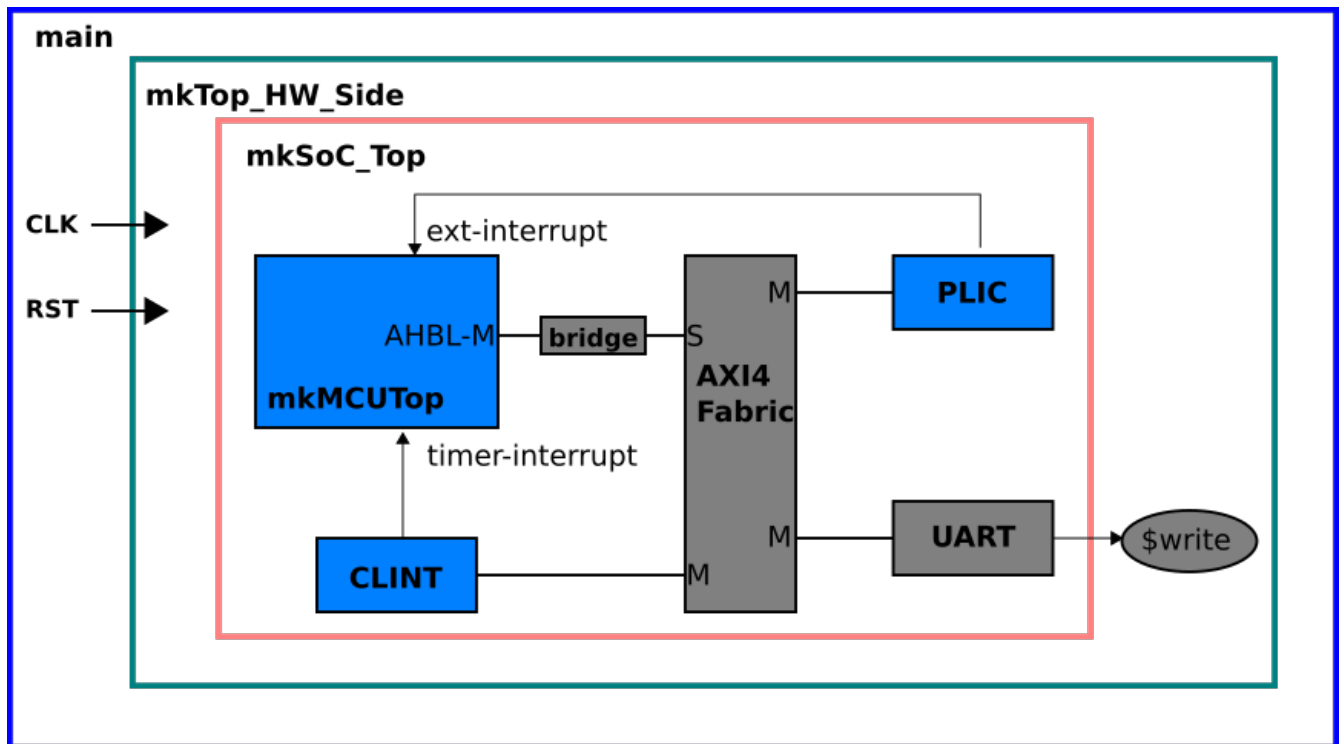 main
mkTop_HW_Side
mkSoC_Top
CLK
ext-interrupt
RST
M
PLIC
AHBL-M
bridge
S
AXI4
Fabric
mkMCUTop
timer-interrupt
M
UART
$write
CLINT
M